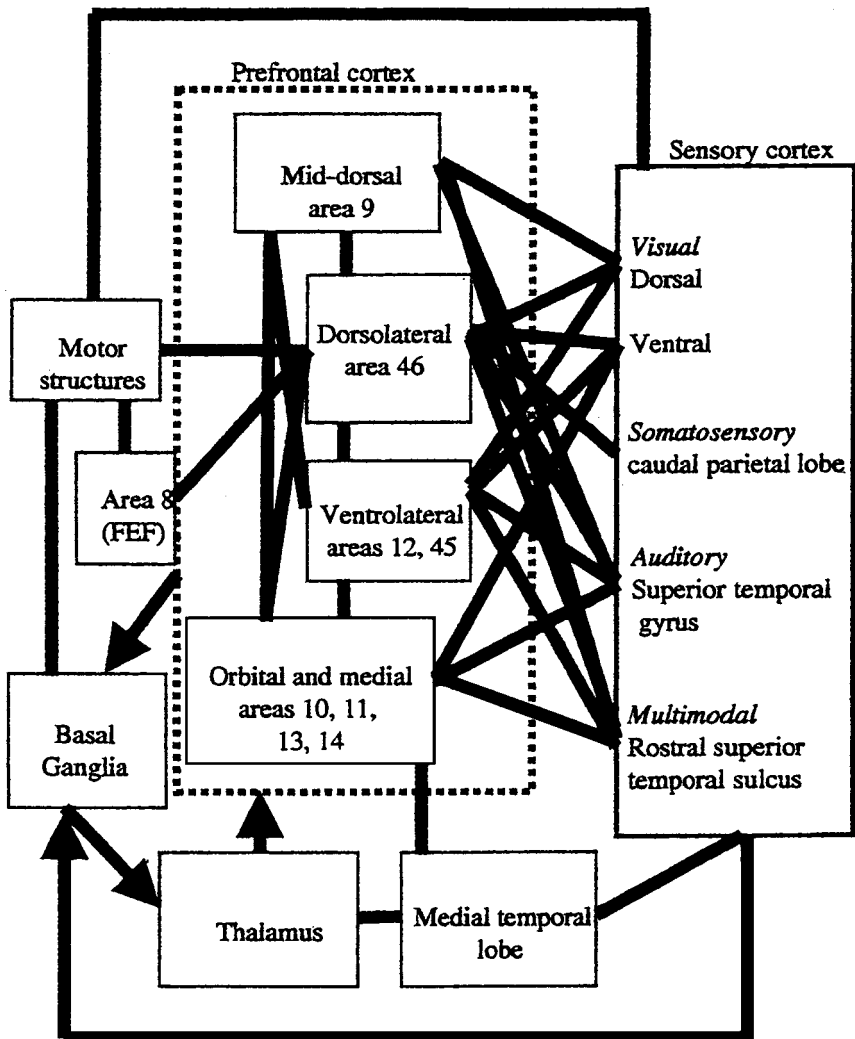 Prefrontal cortex
Sensory cortex
Mid-dorsal
area 9
Visual
Dorsal
Motor
structures
Dorsolateral
area 46
Ventral
Somatosensory
caudal parietal lobe
Area 8
(FEF)
Ventrolateral
areas 12, 45
Auditory
Superior temporal
gyrus
Orbital and medial
areas 10, 11,
13, 14
Basal
Ganglia
Multimodal
Rostral superior
temporal sulcus
Thalamus
Medial temporal
lobe